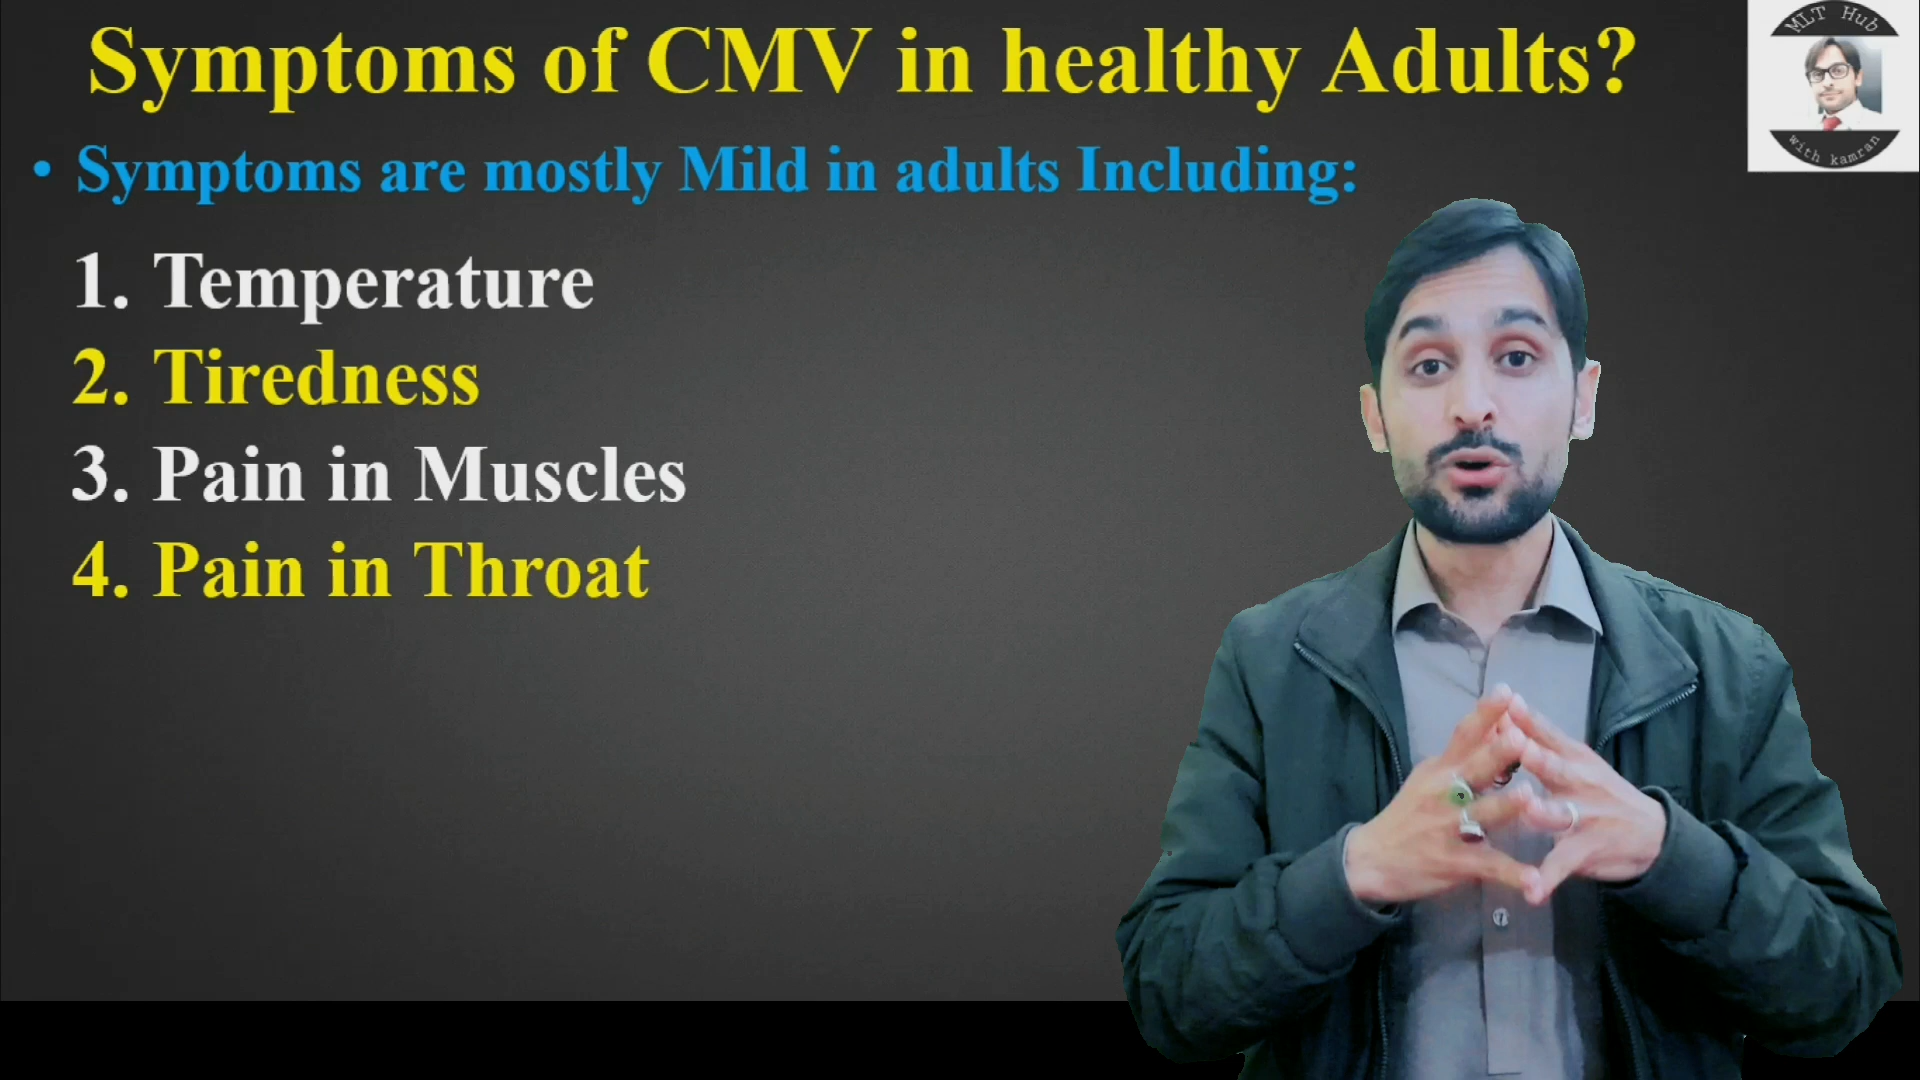 Symptoms of CMV in healthy Adults?
MLT Hub
with kamran
• Symptoms are mostly Mild in adults Including:
1. Temperature
2. Tiredness
3. Pain in Muscles
4. Pain in Throat